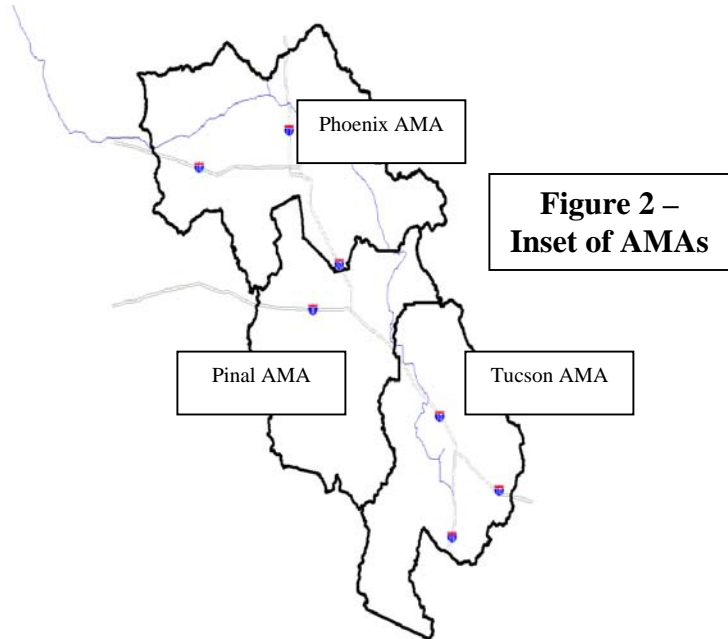 Phoenix AMA
Figure 2 –
Inset of AMAs
Pinal AMA
Tucson AMA